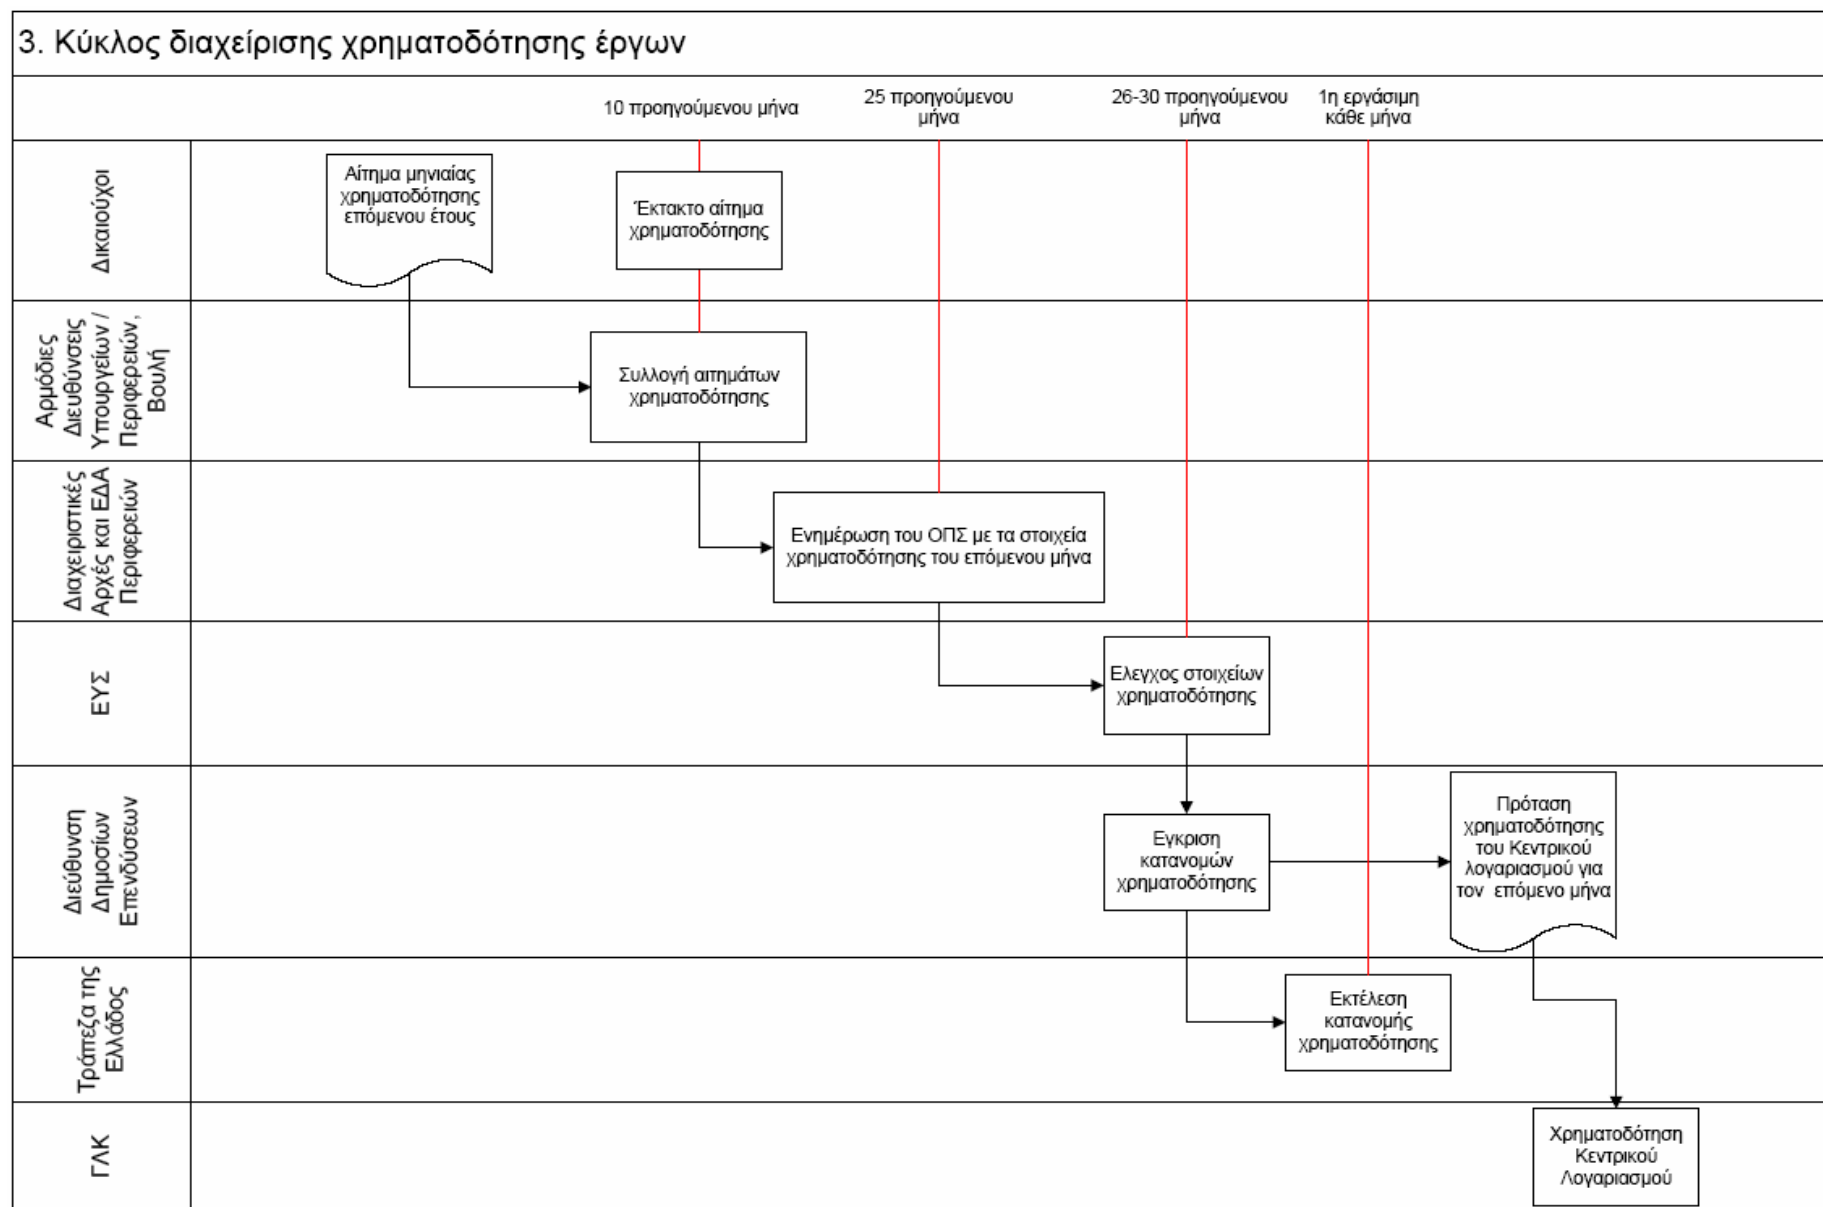 3. Κύκλος διαχείρισης χρηματοδότησης έργων
10 προηγούμενου μήνα
25 προηγούμενου
μήνα
26-30 προηγούμενου
μήνα
1η εργάσιμη
κάθε μήνα
Δικαιούχοι
Αίτημα μηνιαίας
χρηματοδότησης
επόμενου έτους
Έκτακτο αίτημα
χρηματοδότησης
Αρμόδιες
Διευθύνσεις
Υπουργείων /
Περιφερειών,
Βουλή
Συλλογή αιτημάτων
χρηματοδότησης
Διαχειριστικές
Αρχές και ΕΔΑ
Περιφερειών
Ενημέρωση του ΟΠΣ με τα στοιχεία
χρηματοδότησης του επόμενου μήνα
ΕΥΣ
Ελεγχος στοιχείων
χρηματοδότησης
Διεύθυνση
Δημοσίων
Επενδύσεων
Εγκριση
κατανομών
χρηματοδότησης
Πρόταση
χρηματοδότησης
του Κεντρικού
λογαριασμού για
τον επόμενο μήνα
Τράπεζα της
Ελλάδος
Εκτέλεση
κατανομής
χρηματοδότησης
ΓΛΚ
Χρηματοδότηση
Κεντρικού
Λογαριασμού